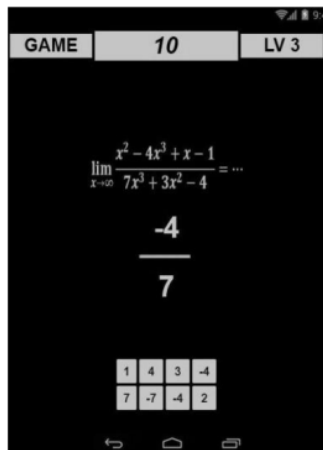 9:
GAME 10 LV 3
lim x→∞ x² − 4x³ + x − 1 / 7x³ + 3x² − 4 = ···
-4
7
1 4 3 -4
7 -7 -4 2